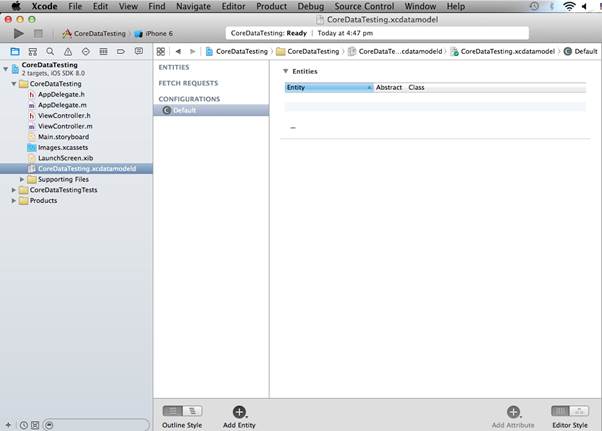 Xcode File Edit View Find Navigate Editor Product Debug Source Control Window Help
CoreDataTesting.xcdatamodel
CoreDataTesting iPhone 6 CoreDataTesting: Ready Today at 4:47 pm
CoreDataTesting CoreDataTesting CoreDataTe...cdatamodeld CoreDataTesting.xcdatamodel Default
CoreDataTesting
2 targets, iOS SDK 8.0
CoreDataTesting
h AppDelegate.h
m AppDelegate.m
h ViewController.h
m ViewController.m
Main.storyboard
Images.xcassets
LaunchScreen.xib
CoreDataTesting.xcdatamodeld
Supporting Files
CoreDataTestingTests
Products
ENTITIES
FETCH REQUESTS
CONFIGURATIONS
C Default
Entities
Entity Abstract Class
Outline Style Add Entity Add Attribute Editor Style